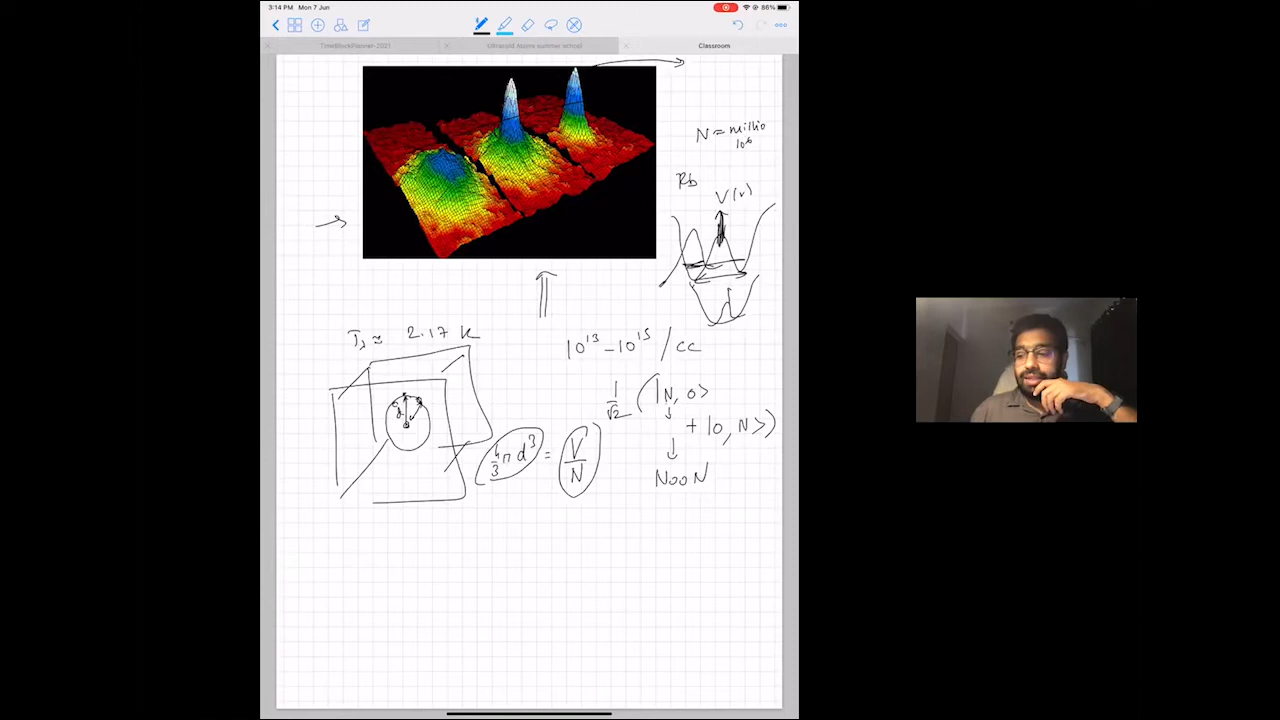 3:14 PM Mon 7 Jun
86%
TimeBlockPlanner-2021
Ultracold Atoms summer school
Classroom
N = millio
10⁶
Rb
V(r)
d
2.17 K
10¹³ – 10¹⁵ / cc
d
1/√2 (|N, 0>
+ |0, N>)
4/3 π d³ = V/N
NooN